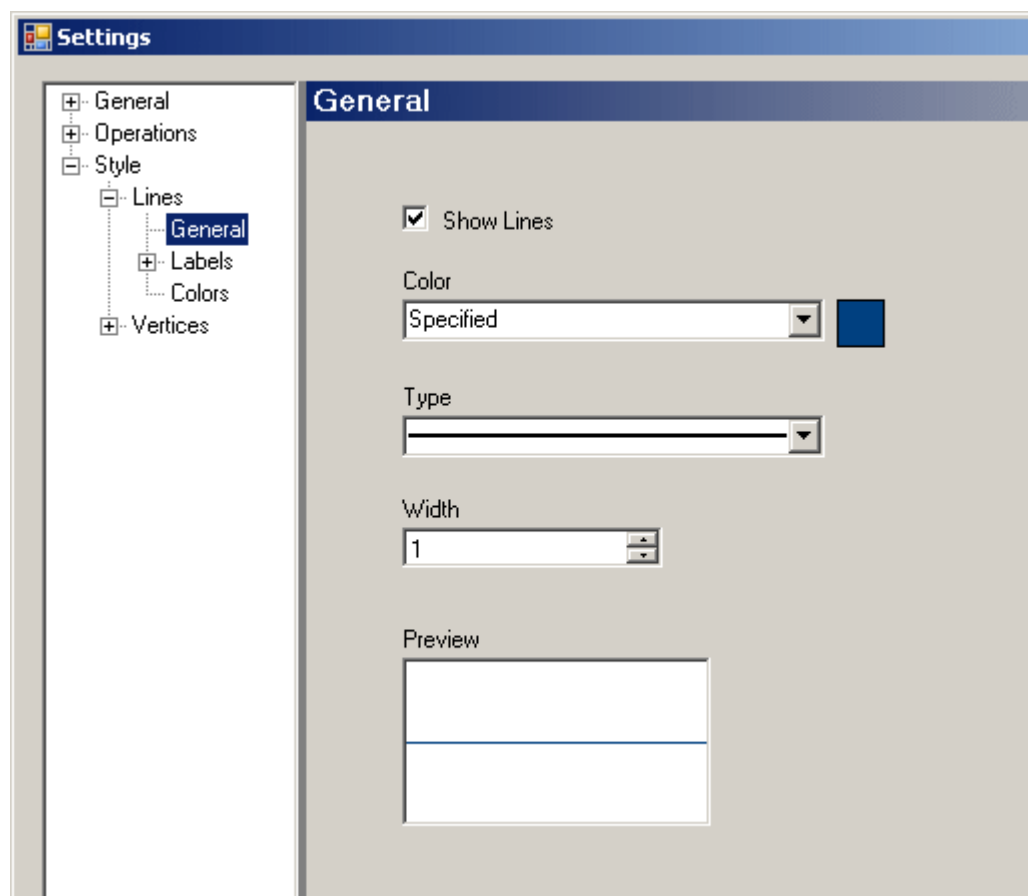 Settings
General
Operations
Style
Lines
General
Labels
Colors
Vertices
General
Show Lines
Color
Specified
Type
Width
1
Preview